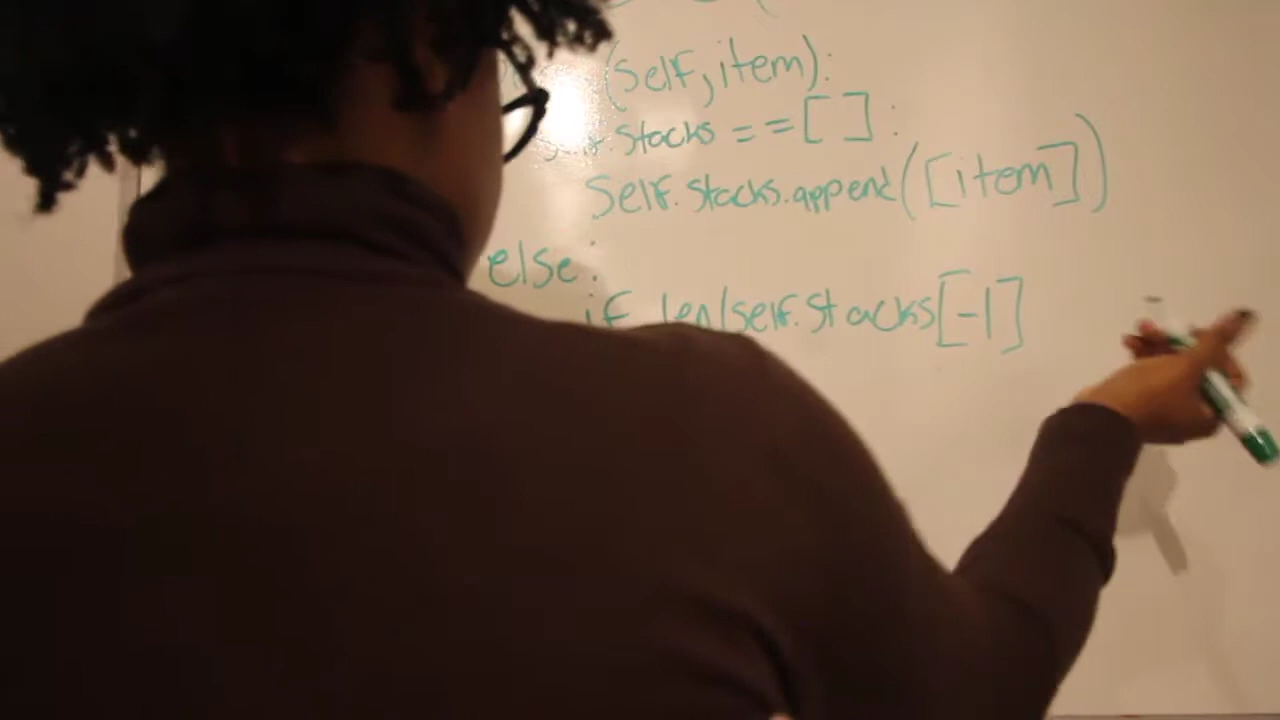 (self, item):
.stacks == []:
self.stacks.append([item])
else:
if len(self.stacks[-1]